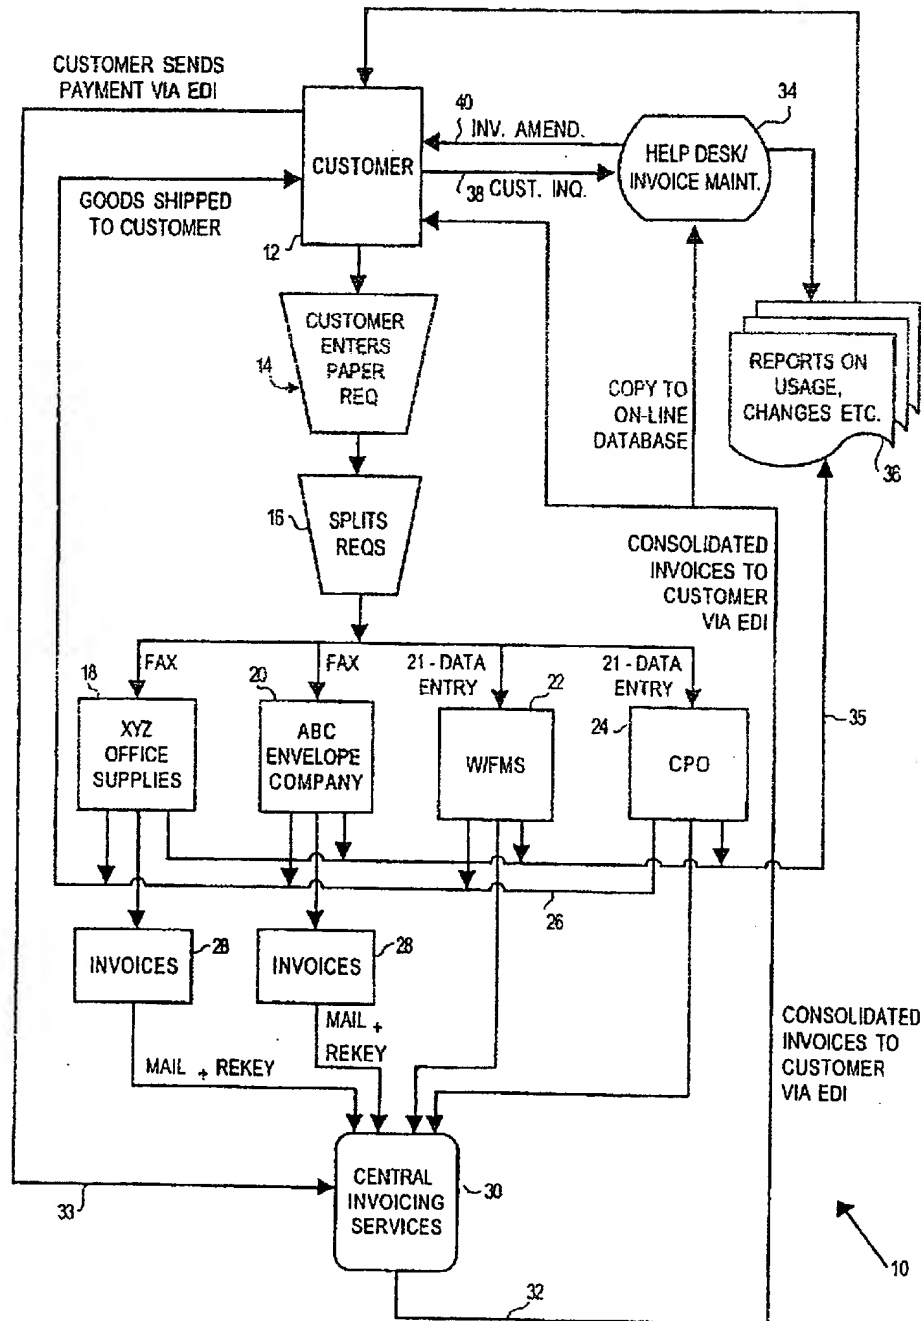 CUSTOMER SENDS
PAYMENT VIA EDI
40
INV. AMEND.
34
CUSTOMER
HELP DESK/
INVOICE MAINT.
38 CUST. INQ.
GOODS SHIPPED
TO CUSTOMER
12
CUSTOMER
ENTERS
PAPER
REQ
14
COPY TO
ON-LINE
DATABASE
REPORTS ON
USAGE,
CHANGES ETC.
36
16
SPLITS
REQS
CONSOLIDATED
INVOICES TO
CUSTOMER
VIA EDI
FAX
FAX
21 - DATA
ENTRY
21 - DATA
ENTRY
18
XYZ
OFFICE
SUPPLIES
20
ABC
ENVELOPE
COMPANY
22
W/FMS
24
CPO
35
26
INVOICES
28
INVOICES
28
MAIL +
REKEY
MAIL + REKEY
CONSOLIDATED
INVOICES TO
CUSTOMER
VIA EDI
CENTRAL
INVOICING
SERVICES
30
33
10
32